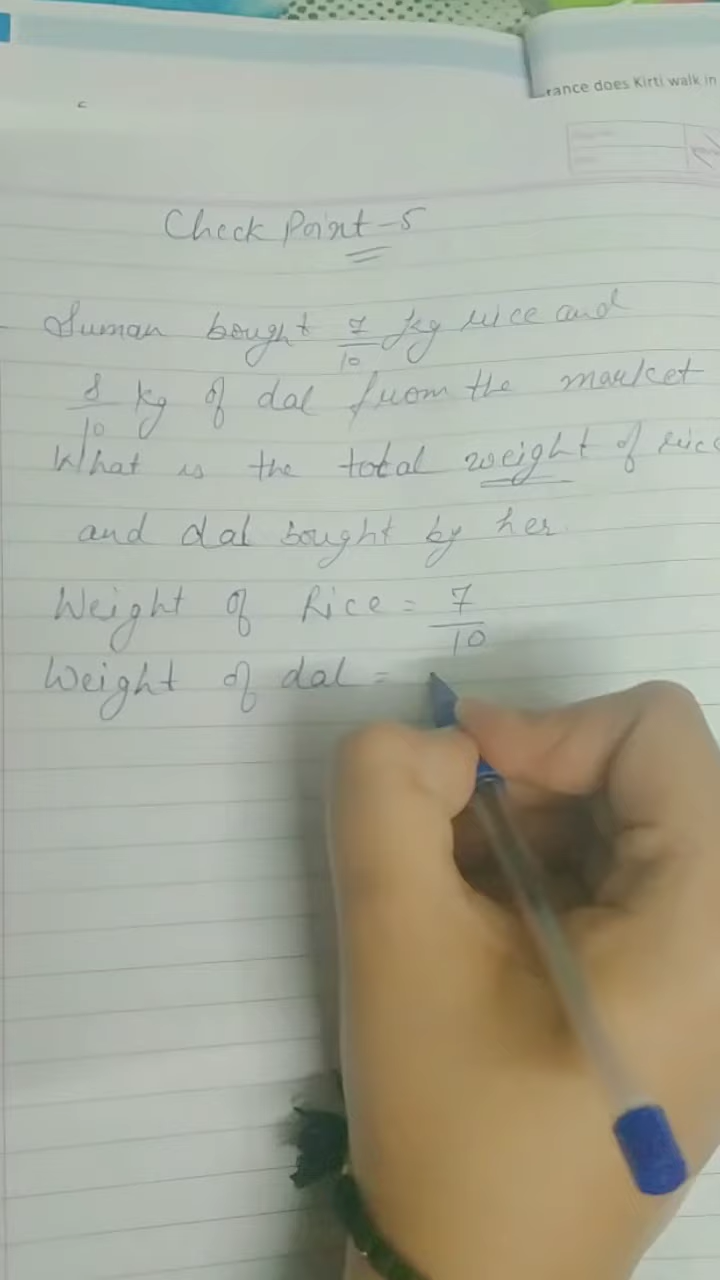 rance does Kirti walk in
Check Point-5
Suman bought 7/10 kg rice and
8/10 kg of dal from the market
What is the total weight of ric
and dal bought by her
Weight of Rice = 7/10
Weight of dal =